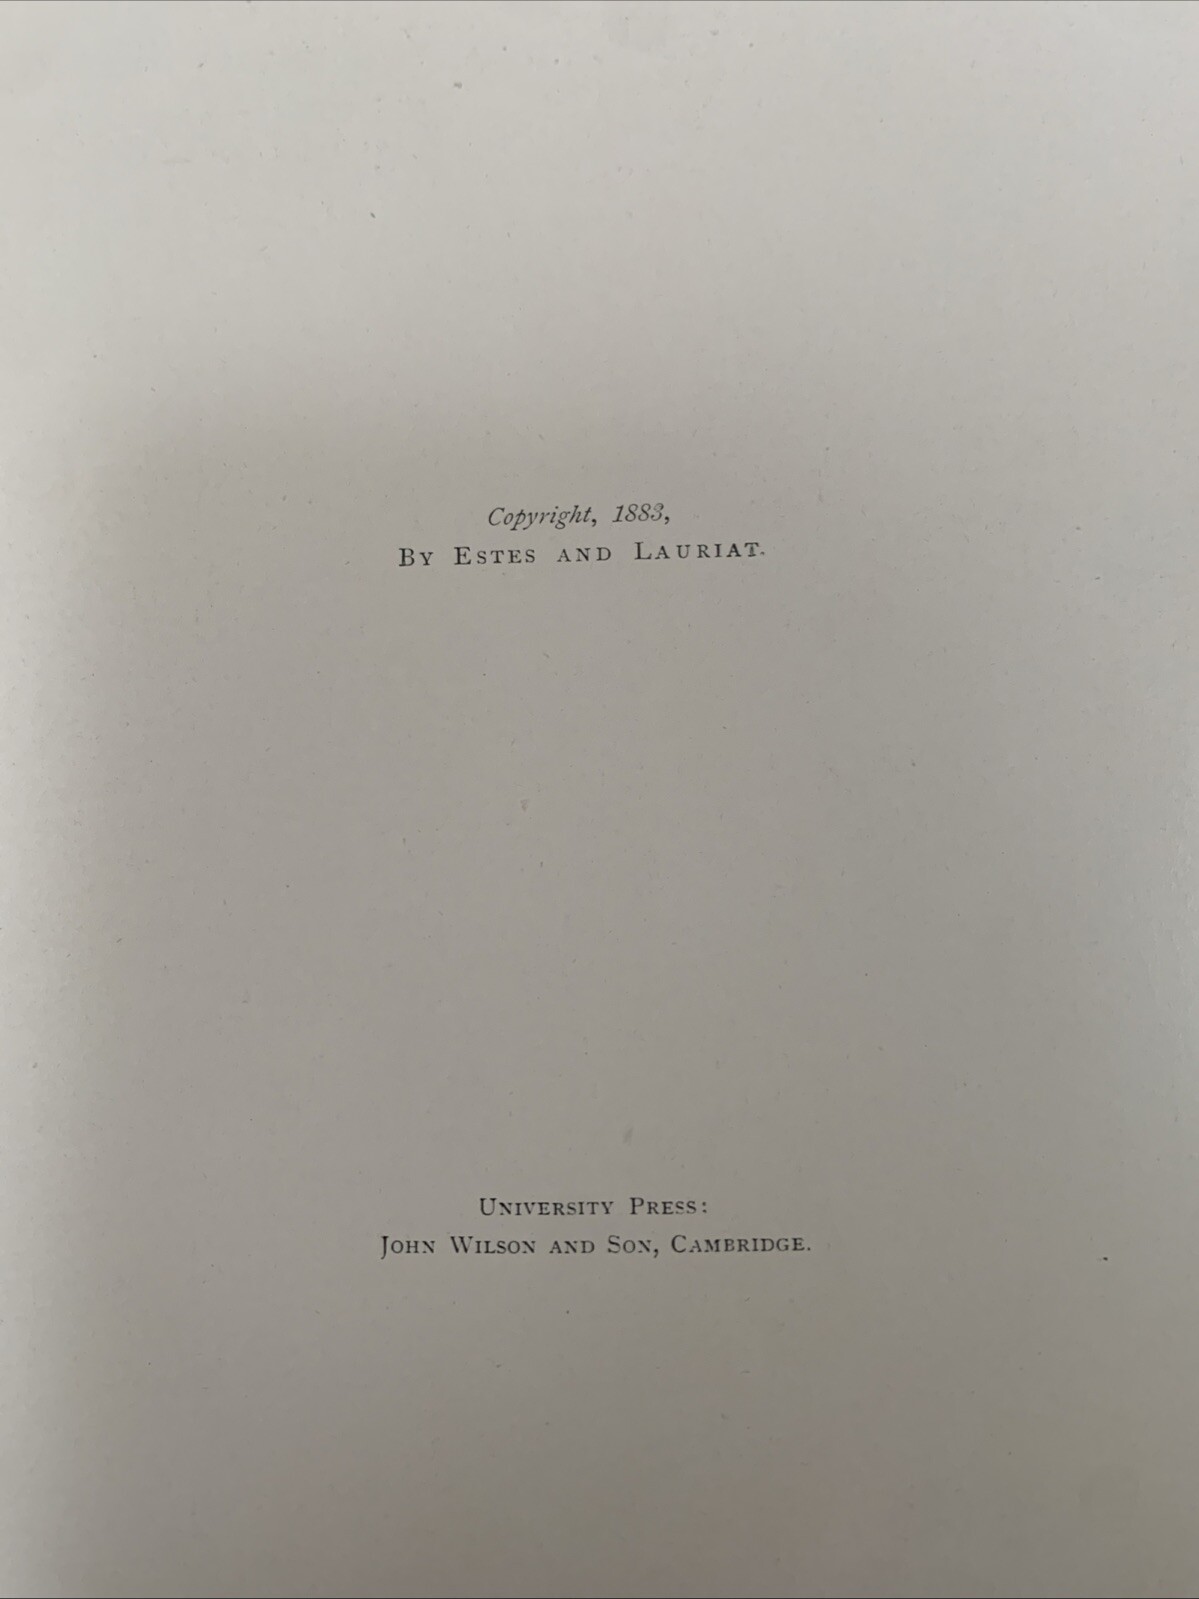 Copyright, 1883,
By Estes and Lauriat.
University Press:
John Wilson and Son, Cambridge.